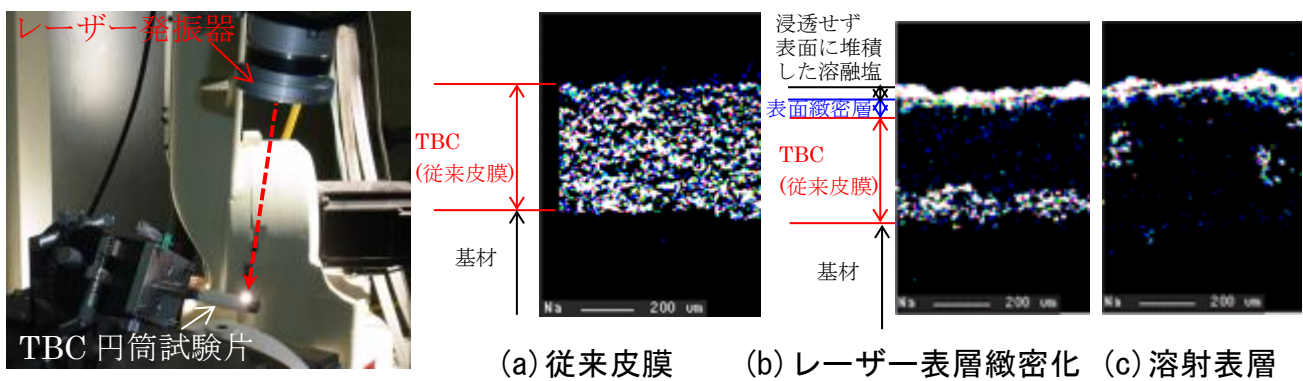 レーザー発振器
TBC 円筒試験片
TBC
(従来皮膜)
基材
Na
200 um
(a)従来皮膜
浸透せず
表面に堆積
した溶融塩
表面緻密層
TBC
(従来皮膜)
基材
Na
200 um
(b)レーザー表層緻密化
Na
200 um
(c)溶射表層